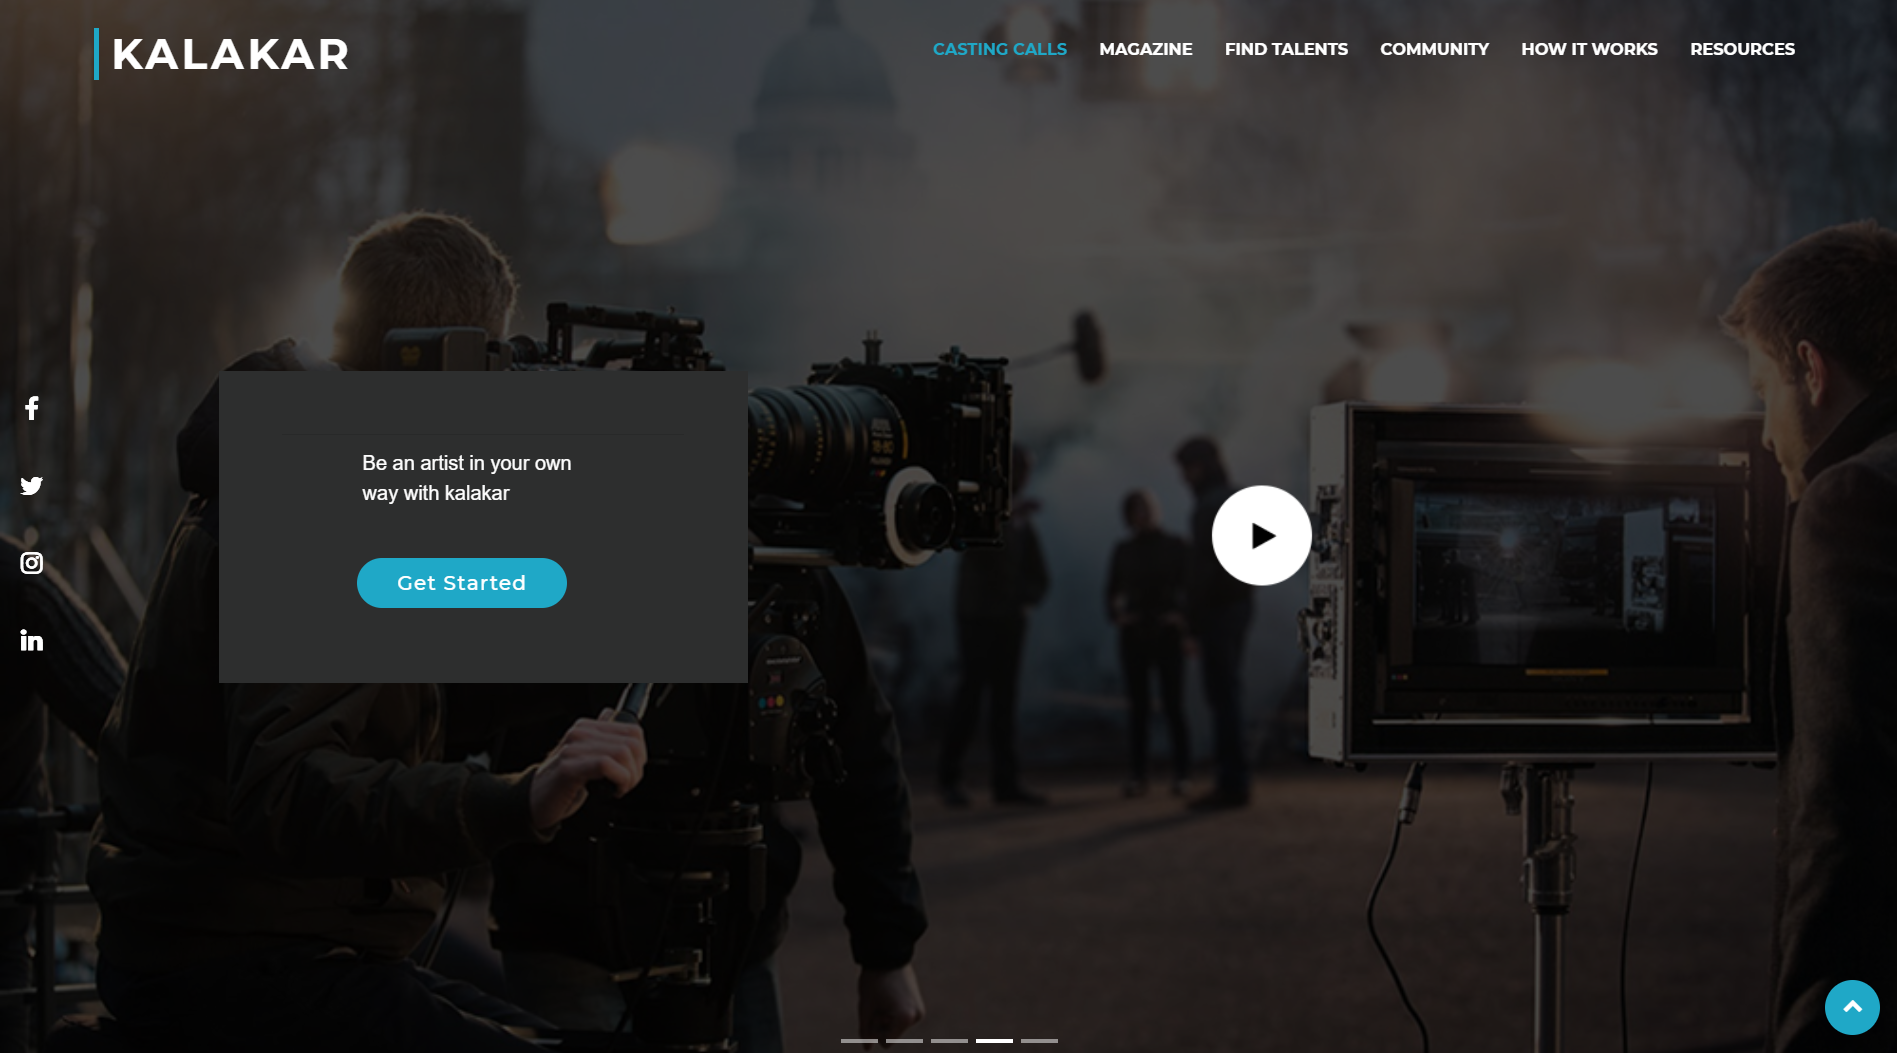 KALAKAR
CASTING CALLS MAGAZINE FIND TALENTS COMMUNITY HOW IT WORKS RESOURCES
Be an artist in your own
way with kalakar
Get Started